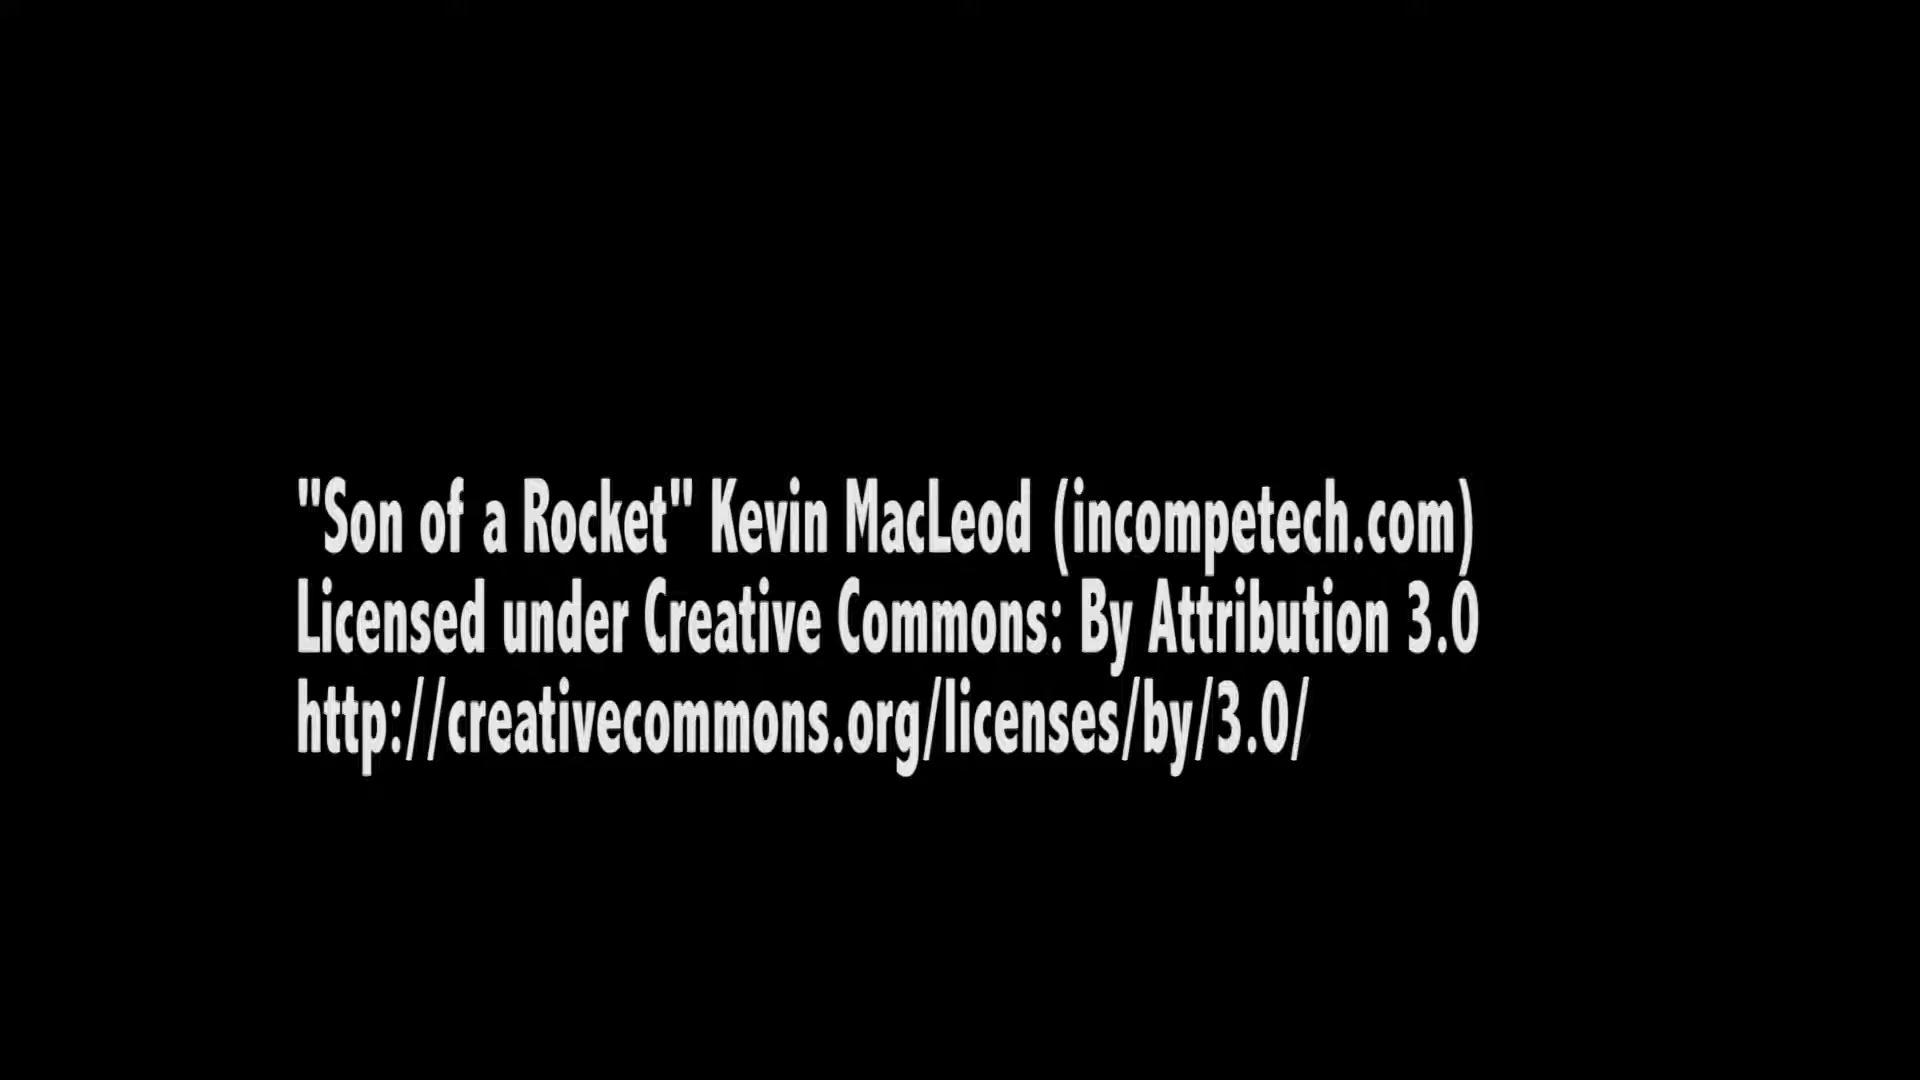 "Son of a Rocket" Kevin MacLeod (incompetech.com)
Licensed under Creative Commons: By Attribution 3.0
http://creativecommons.org/licenses/by/3.0/